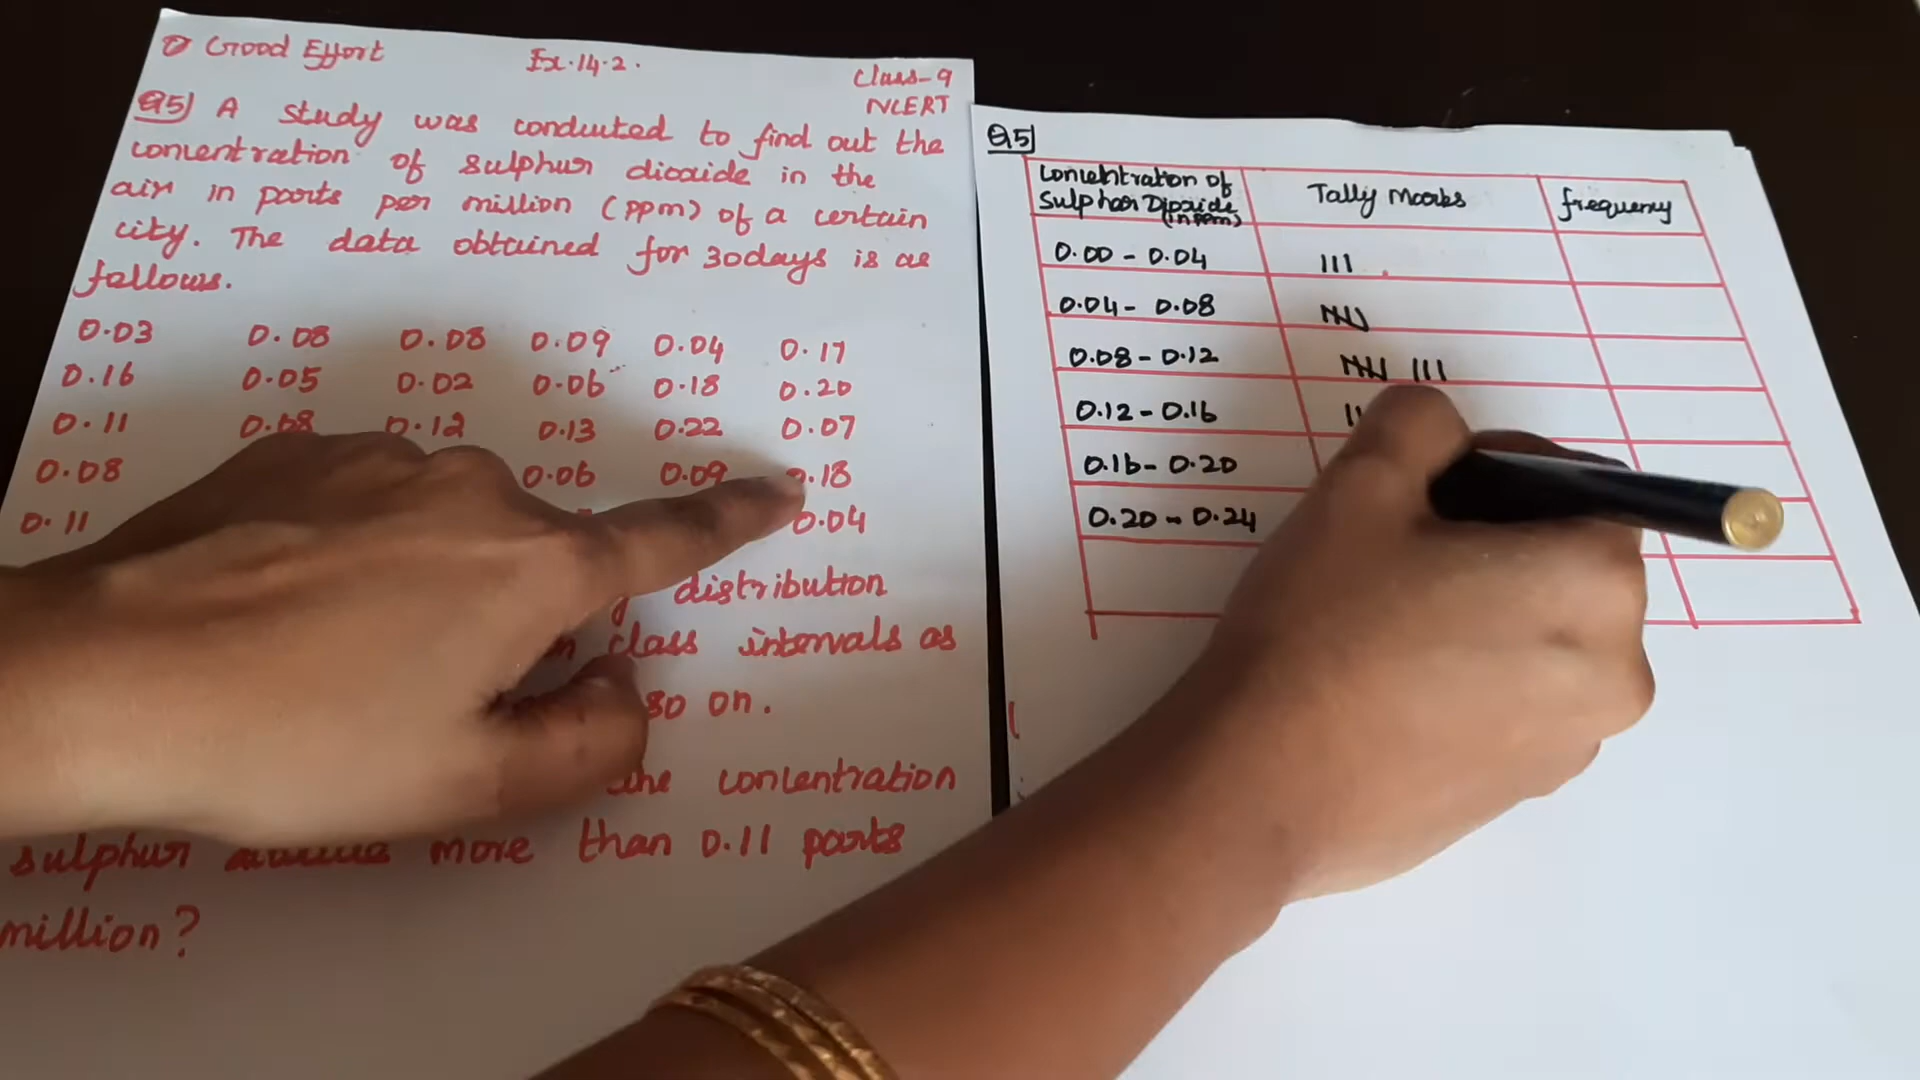 Good Effort Ex.14.2.
Class-9
NCERT
Q5) A study was conducted to find out the
concentration of sulphur dioxide in the
air in parts per million (ppm) of a certain
city. The data obtained for 30days is as
follows.
0.03 0.08 0.08 0.09 0.04 0.17
0.16 0.05 0.02 0.06 0.18 0.20
0.11 0.08 0.12 0.13 0.22 0.07
0.08 0.06 0.09 0.18
0.11 0.04
distribution
class intervals as
so on.
the concentration
sulphur more than 0.11 parts
million?
Q5)
Concentration of
Sulphur Dioxide
(in ppm)
Tally Marks
frequency
0.00 - 0.04
0.04 - 0.08
0.08 - 0.12
0.12 - 0.16
0.16 - 0.20
0.20 - 0.24